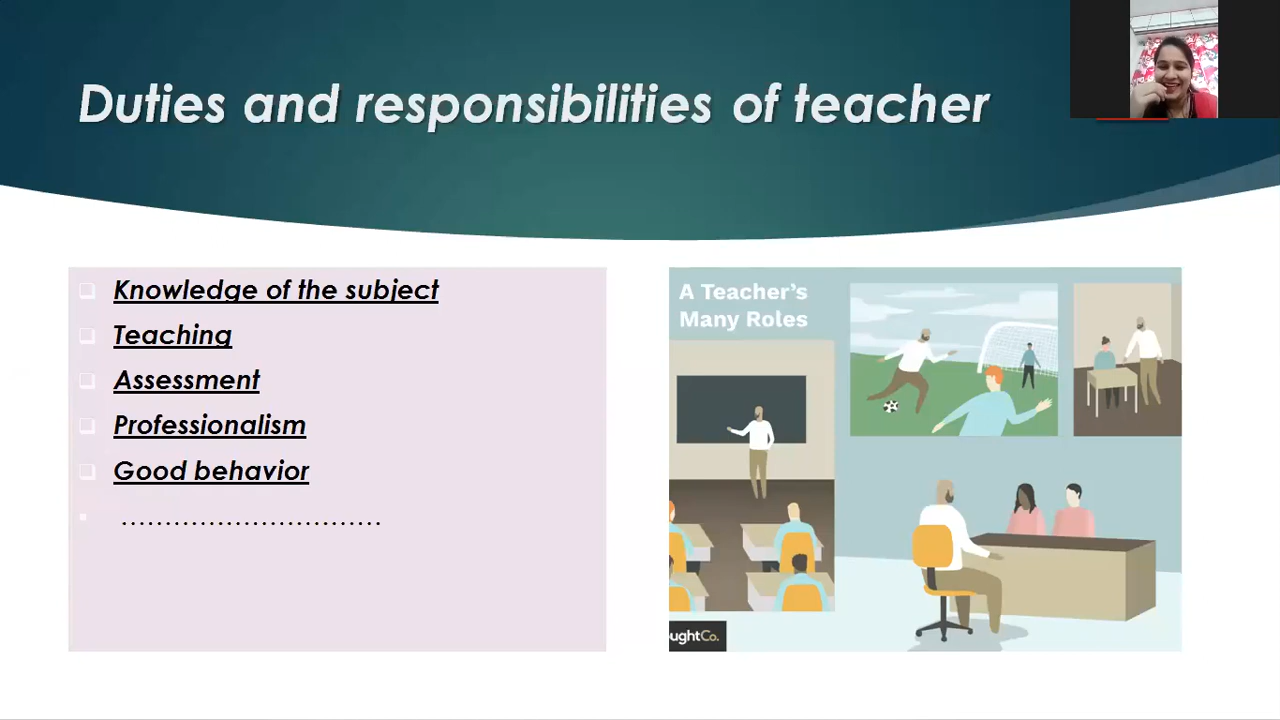 Duties and responsibilities of teacher
Knowledge of the subject
Teaching
Assessment
Professionalism
Good behavior
..............................
A Teacher's
Many Roles
ughtCo.